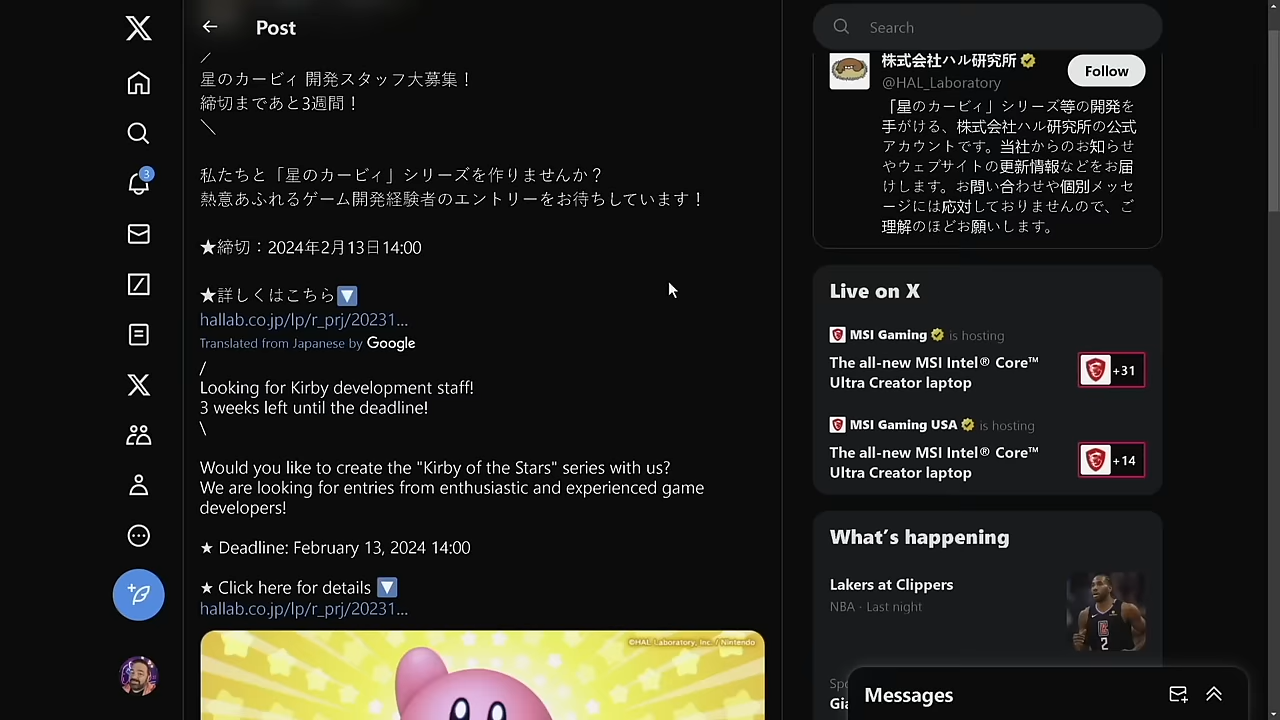 Post
/
星のカービィ 開発スタッフ大募集！
締切まであと3週間！
＼
私たちと「星のカービィ」シリーズを作りませんか？
熱意あふれるゲーム開発経験者のエントリーをお待ちしています！
★締切：2024年2月13日14:00
★詳しくはこちら🔽
hallab.co.jp/lp/r_prj/20231…
Translated from Japanese by Google
/
Looking for Kirby development staff!
3 weeks left until the deadline!
\
Would you like to create the "Kirby of the Stars" series with us?
We are looking for entries from enthusiastic and experienced game
developers!
★ Deadline: February 13, 2024 14:00
★ Click here for details 🔽
hallab.co.jp/lp/r_prj/20231…
©HAL Laboratory, Inc. / Nintendo
3
Search
株式会社ハル研究所
@HAL_Laboratory
Follow
「星のカービィ」シリーズ等の開発を
手がける、株式会社ハル研究所の公式
アカウントです。当社からのお知らせ
やウェブサイトの更新情報などをお届
けします。お問い合わせや個別メッセ
ージには応対しておりませんので、ご
理解のほどお願いします。
Live on X
MSI Gaming is hosting
The all-new MSI Intel® Core™
Ultra Creator laptop
+31
MSI Gaming USA is hosting
The all-new MSI Intel® Core™
Ultra Creator laptop
+14
What's happening
Lakers at Clippers
NBA · Last night
2
Messages